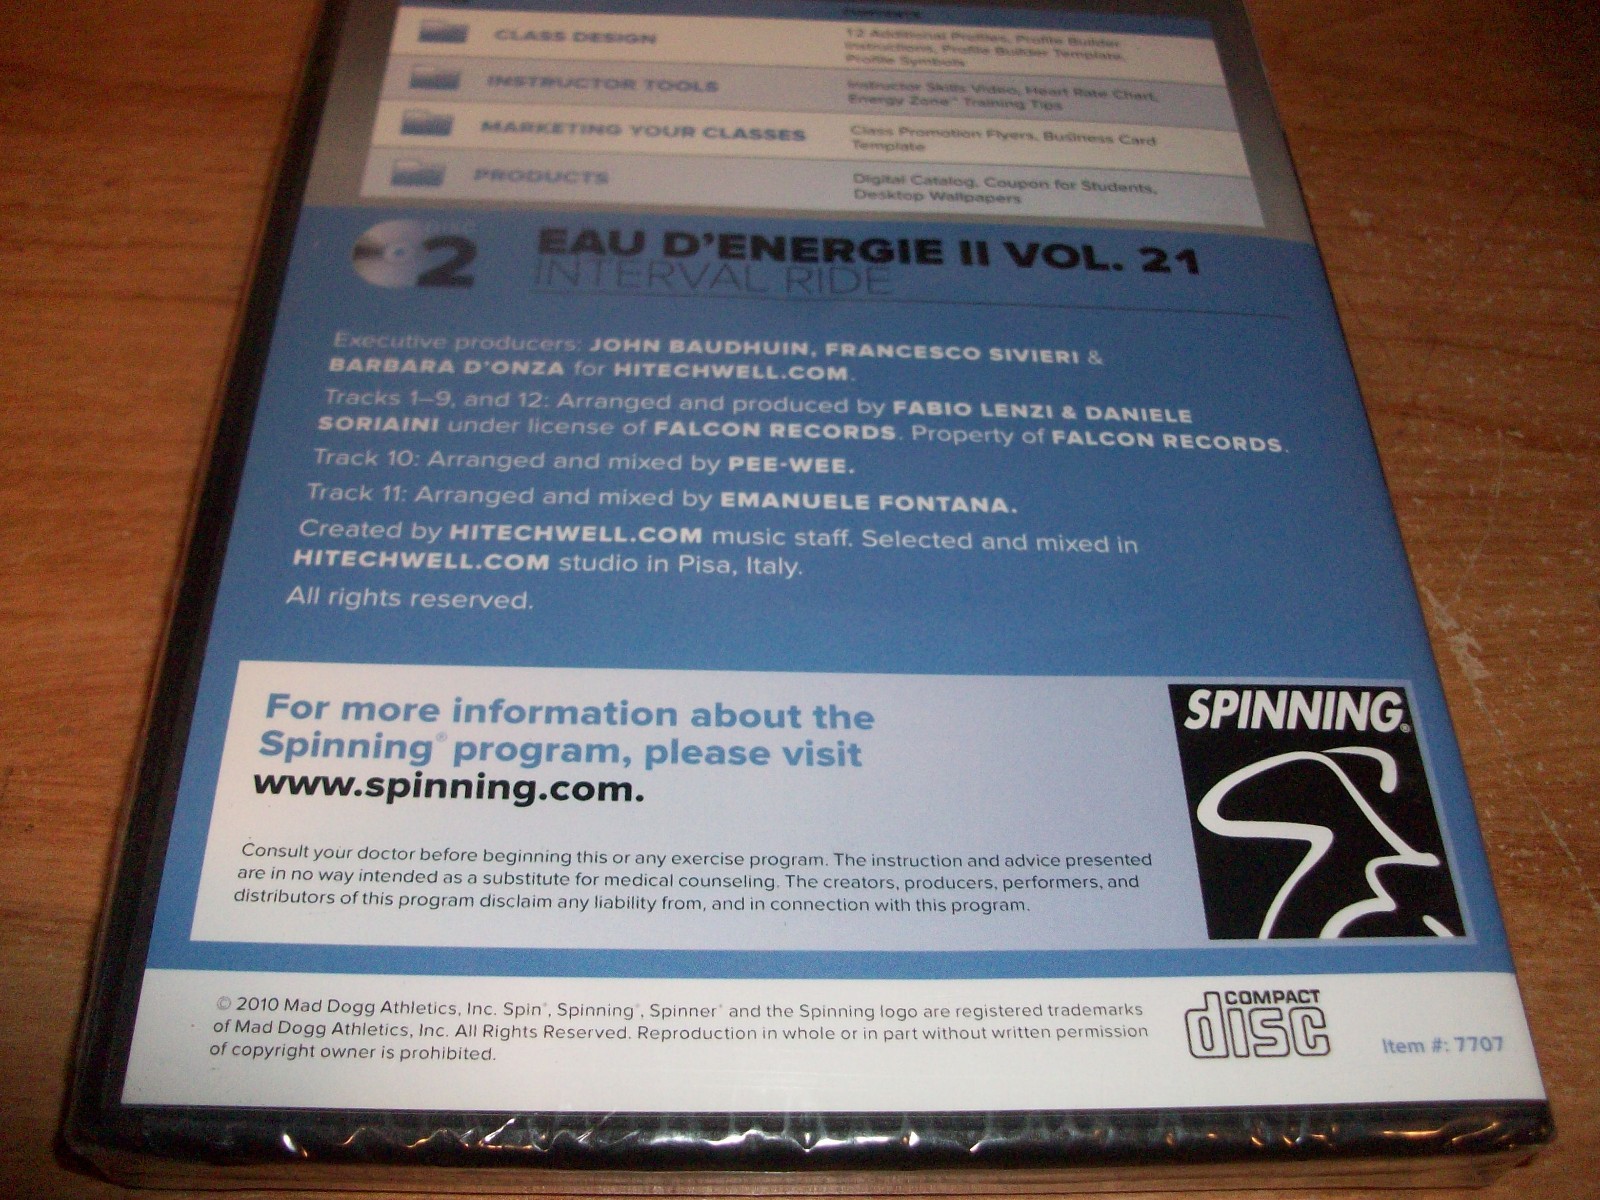 CONTENTS
CLASS DESIGN
12 Additional Profiles, Profile Builder
Instructions, Profile Builder Template,
Profile Symbols
INSTRUCTOR TOOLS
Instructor Skills Video, Heart Rate Chart,
Energy Zone™ Training Tips
MARKETING YOUR CLASSES
Class Promotion Flyers, Business Card
Template
PRODUCTS
Digital Catalog, Coupon for Students,
Desktop Wallpapers
DISC
2
EAU D'ENERGIE II VOL. 21
INTERVAL RIDE
Executive producers: JOHN BAUDHUIN, FRANCESCO SIVIERI &
BARBARA D'ONZA for HITECHWELL.COM.
Tracks 1–9, and 12: Arranged and produced by FABIO LENZI & DANIELE
SORIAINI under license of FALCON RECORDS. Property of FALCON RECORDS.
Track 10: Arranged and mixed by PEE-WEE.
Track 11: Arranged and mixed by EMANUELE FONTANA.
Created by HITECHWELL.COM music staff. Selected and mixed in
HITECHWELL.COM studio in Pisa, Italy.
All rights reserved.
For more information about the
Spinning® program, please visit
www.spinning.com.
Consult your doctor before beginning this or any exercise program. The instruction and advice presented
are in no way intended as a substitute for medical counseling. The creators, producers, performers, and
distributors of this program disclaim any liability from, and in connection with this program.
SPINNING®
© 2010 Mad Dogg Athletics, Inc. Spin®, Spinning®, Spinner® and the Spinning logo are registered trademarks
of Mad Dogg Athletics, Inc. All Rights Reserved. Reproduction in whole or in part without written permission
of copyright owner is prohibited.
COMPACT
disc
Item #: 7707